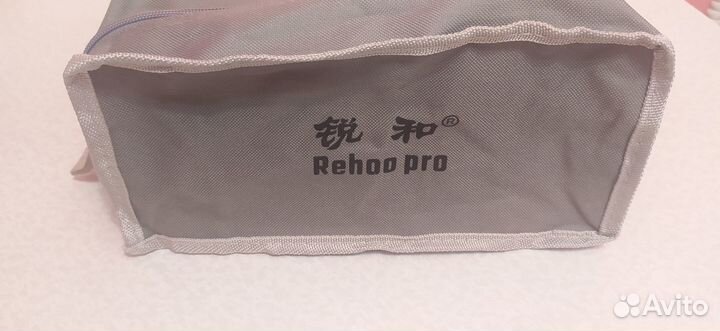 锐和®
Rehoo pro
Avito